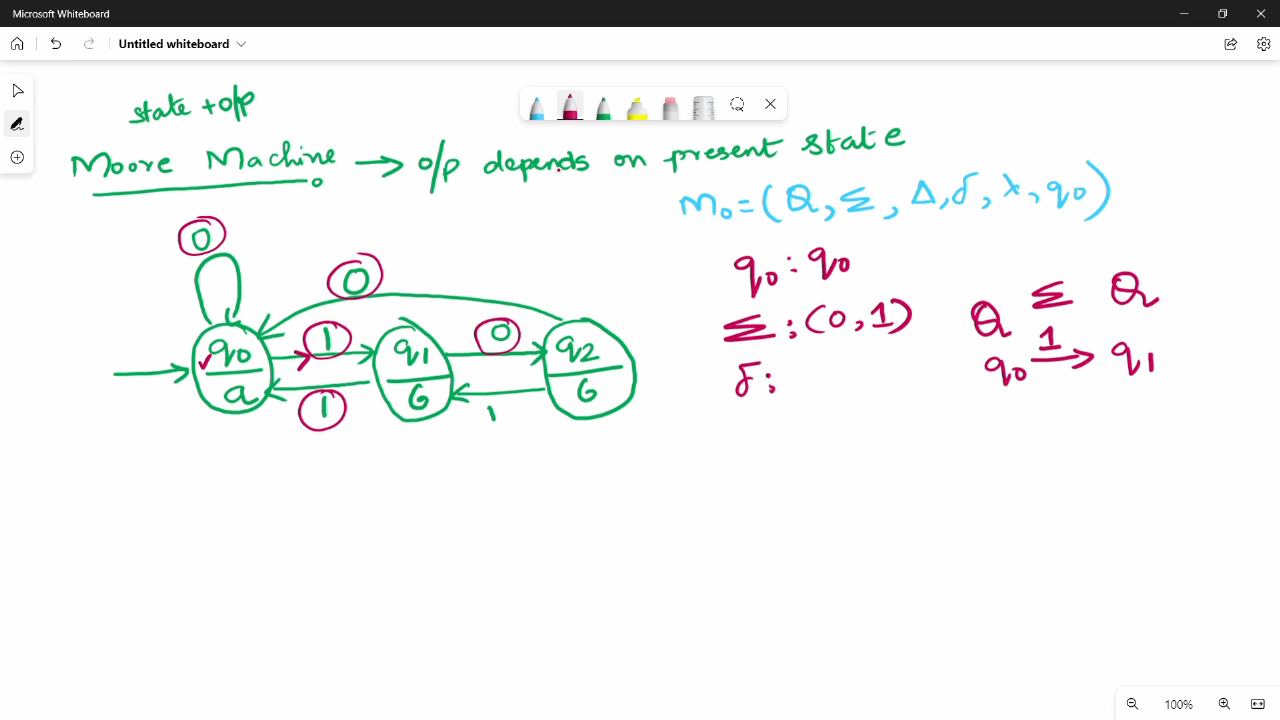 Microsoft Whiteboard
Untitled whiteboard
state + o/p
Moore Machine → o/p depends on present state
M₀ = (Q, Σ, Δ, δ, λ, q₀)
0
0
1
0
q0
a
q1
b
q2
b
1
1
q₀ : q₀
Σ : (0, 1)
δ :
Q Σ Q
q₀ 1→ q1
100%